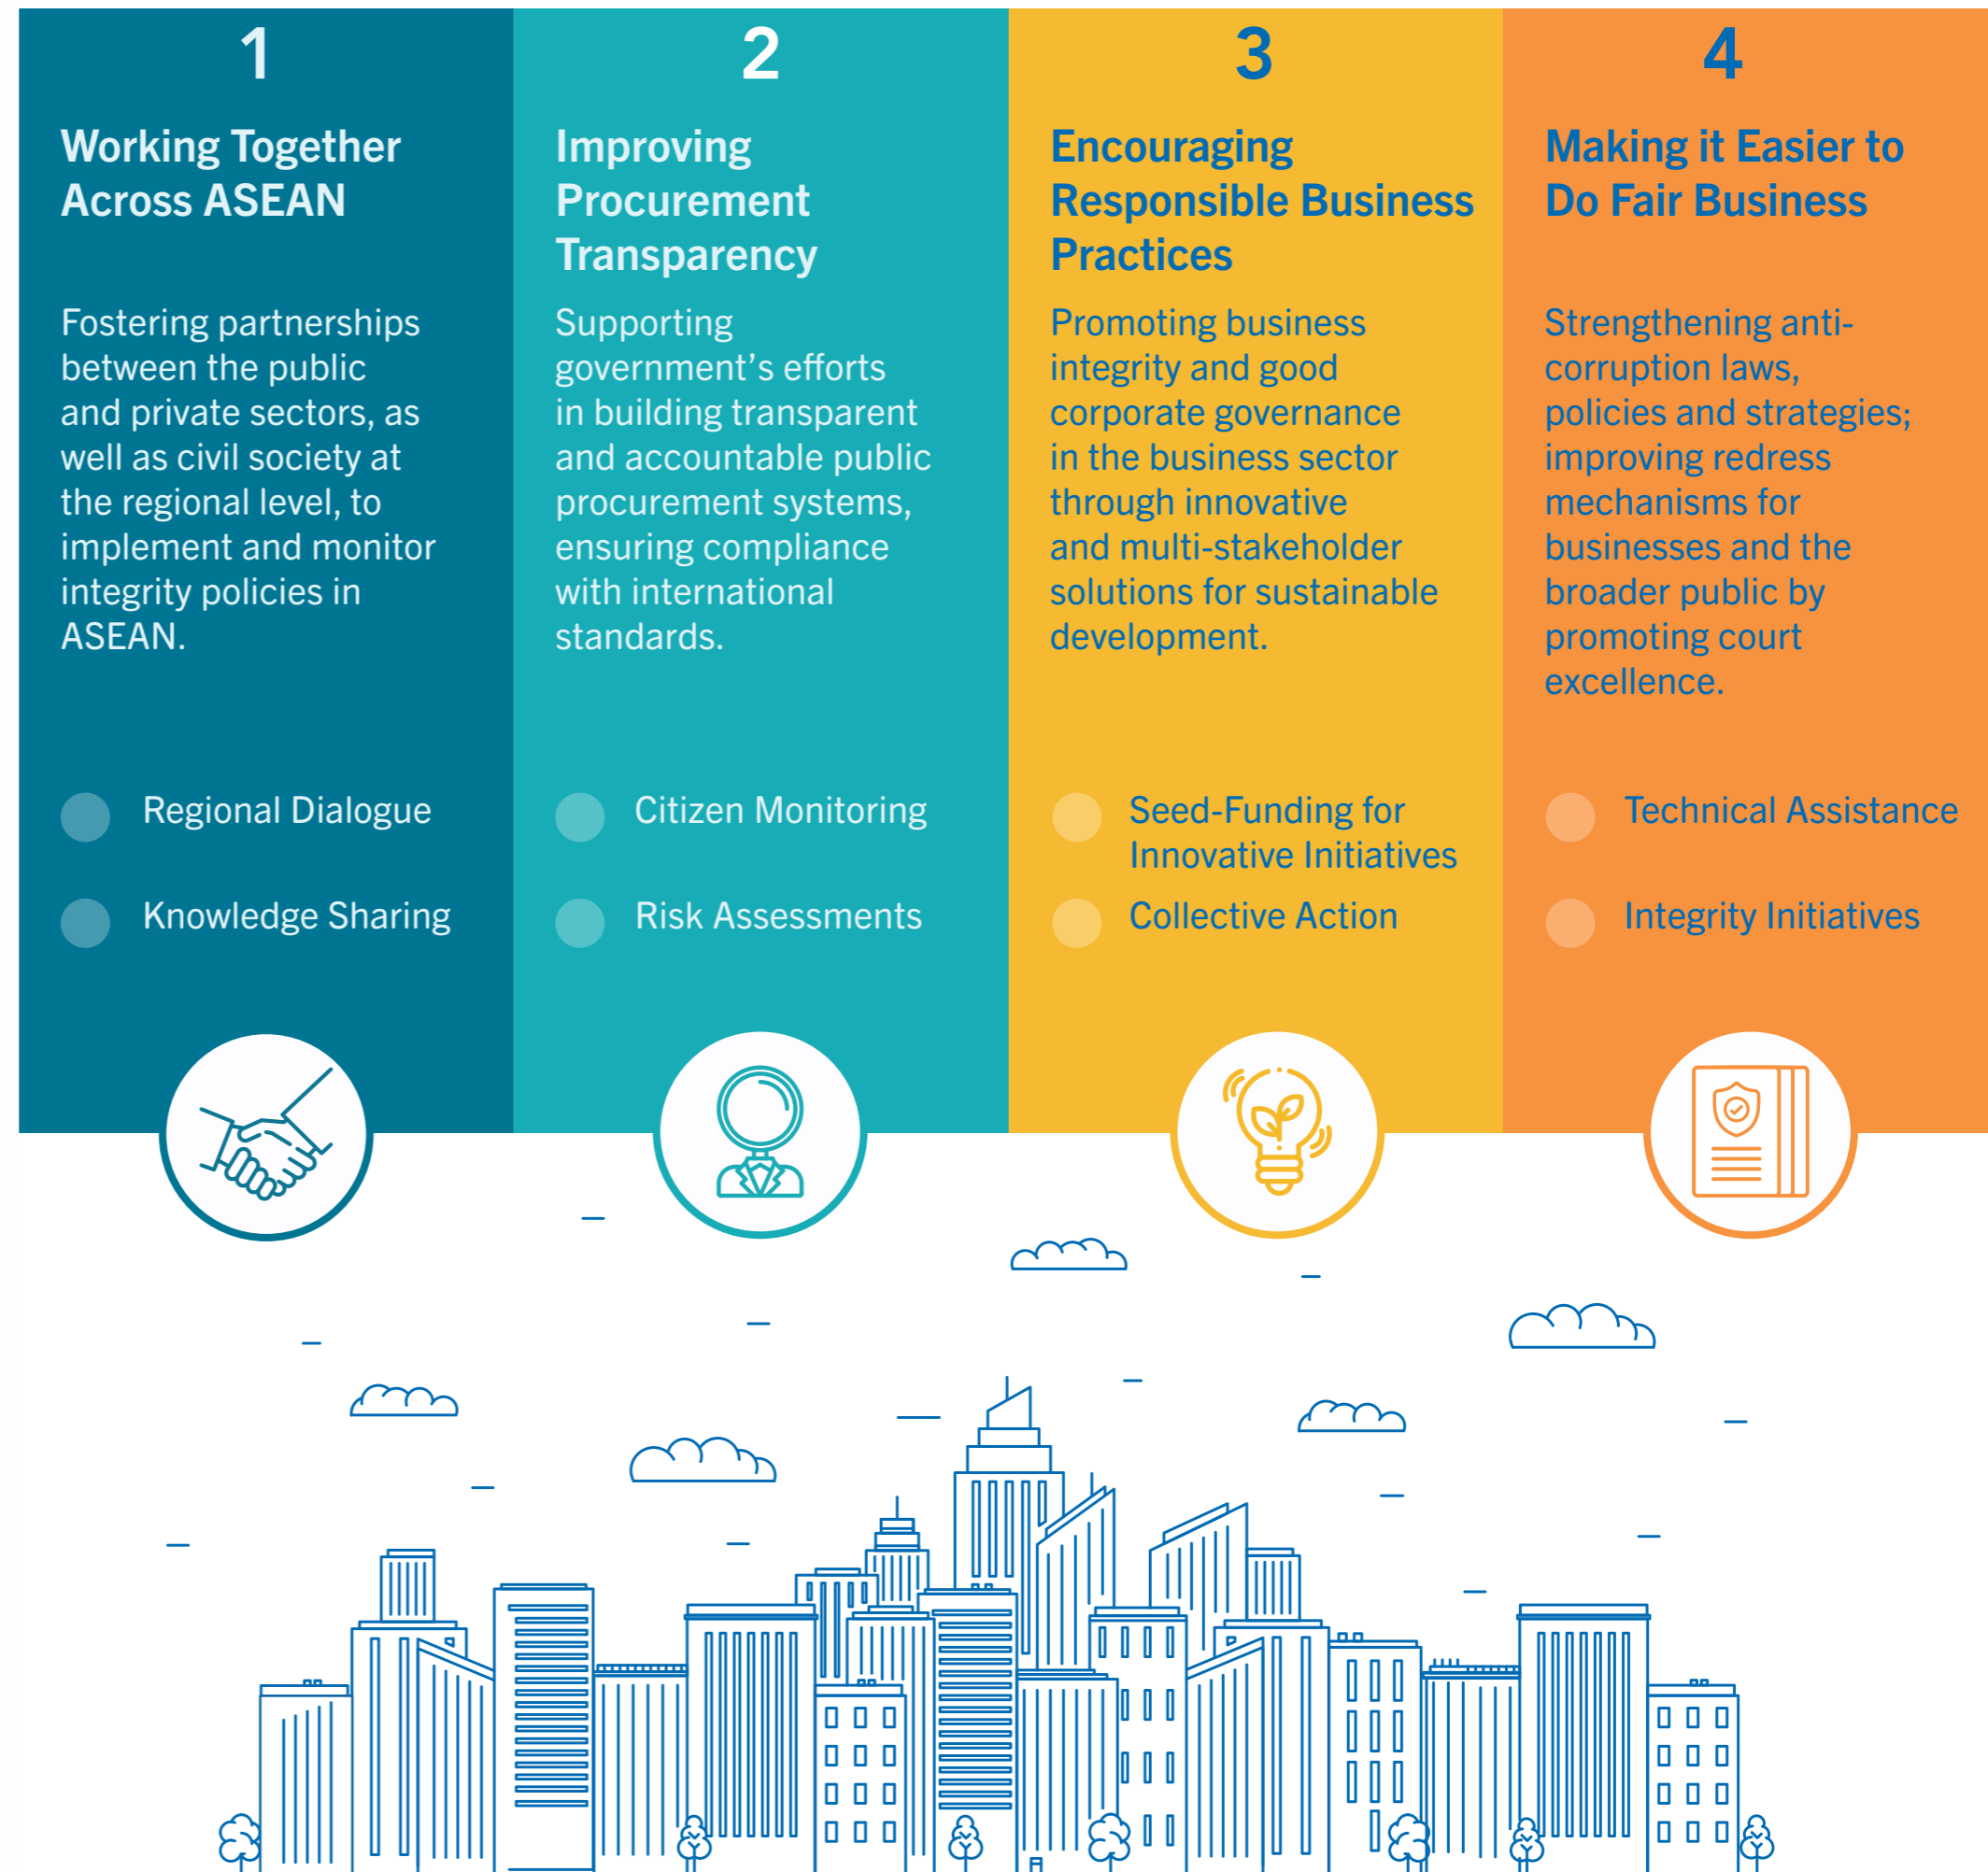 1
Working Together
Across ASEAN
Fostering partnerships
between the public
and private sectors, as
well as civil society at
the regional level, to
implement and monitor
integrity policies in
ASEAN.
Regional Dialogue
Knowledge Sharing
2
Improving
Procurement
Transparency
Supporting
government’s efforts
in building transparent
and accountable public
procurement systems,
ensuring compliance
with international
standards.
Citizen Monitoring
Risk Assessments
3
Encouraging
Responsible Business
Practices
Promoting business
integrity and good
corporate governance
in the business sector
through innovative
and multi-stakeholder
solutions for sustainable
development.
Seed-Funding for
Innovative Initiatives
Collective Action
4
Making it Easier to
Do Fair Business
Strengthening anti-
corruption laws,
policies and strategies;
improving redress
mechanisms for
businesses and the
broader public by
promoting court
excellence.
Technical Assistance
Integrity Initiatives